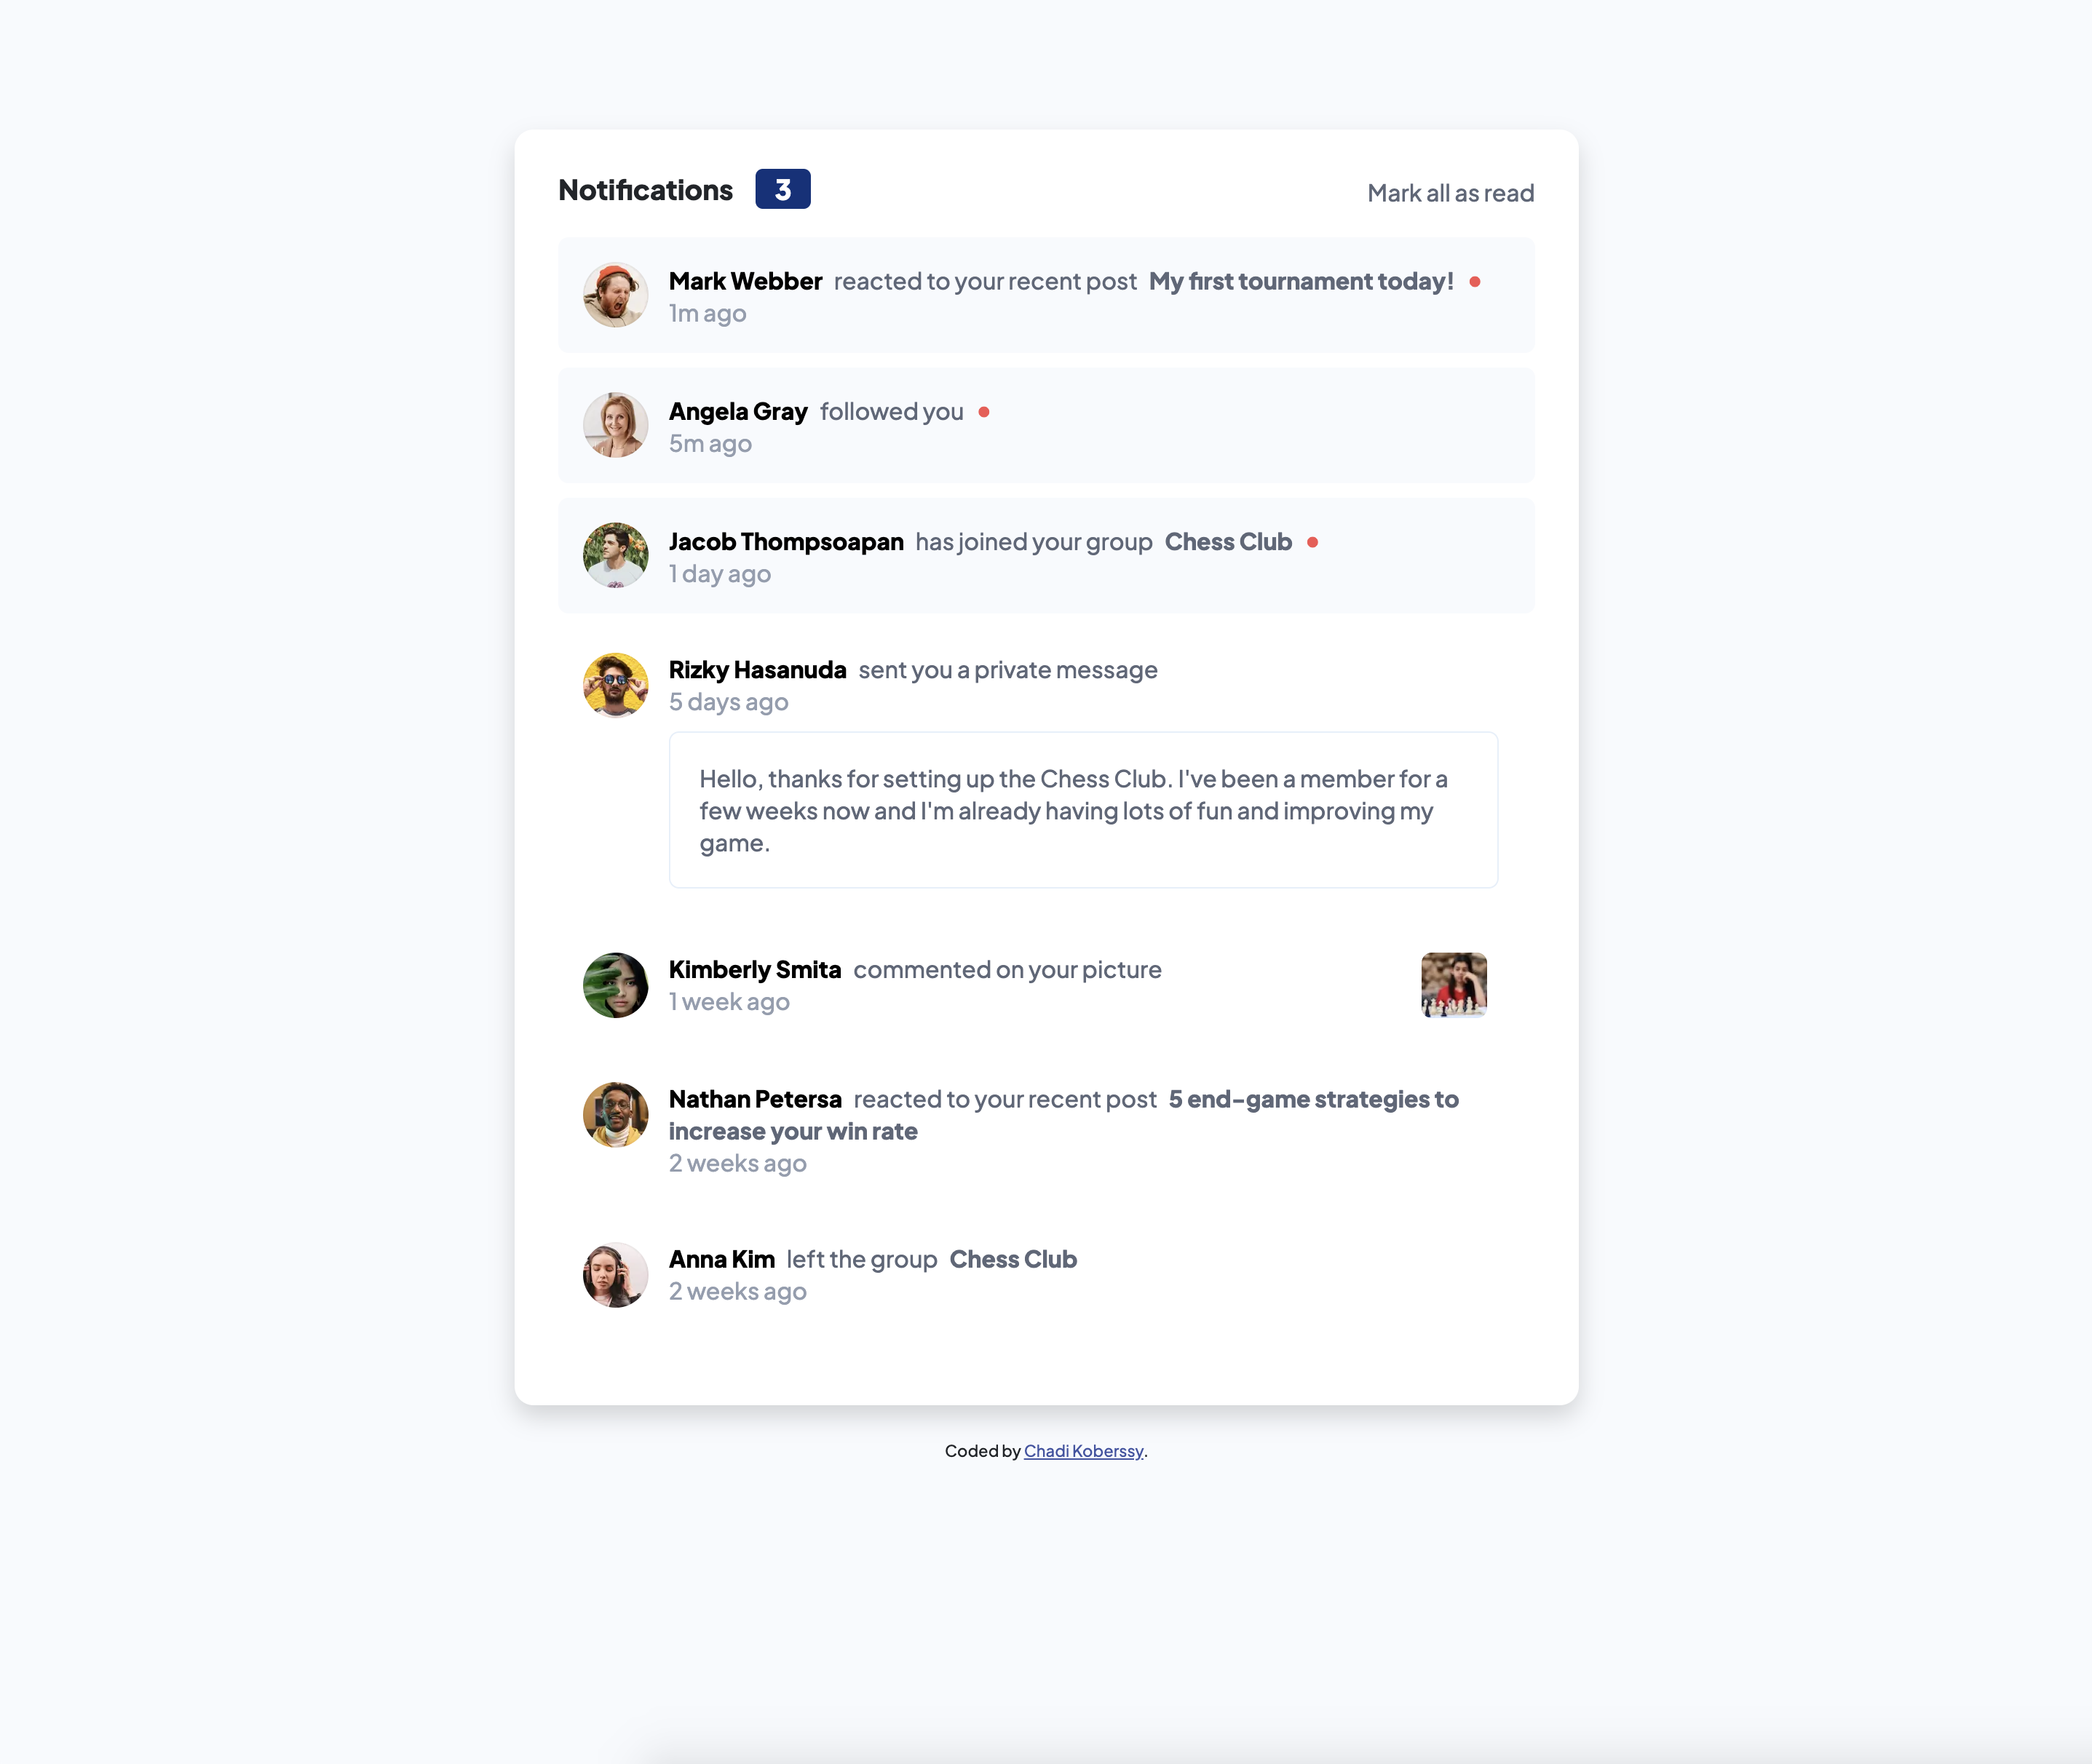 Notifications 3 Mark all as read
Mark Webber reacted to your recent post My first tournament today!
1m ago
Angela Gray followed you
5m ago
Jacob Thompsoapan has joined your group Chess Club
1 day ago
Rizky Hasanuda sent you a private message
5 days ago
Hello, thanks for setting up the Chess Club. I've been a member for a
few weeks now and I'm already having lots of fun and improving my
game.
Kimberly Smita commented on your picture
1 week ago
Nathan Petersa reacted to your recent post 5 end-game strategies to
increase your win rate
2 weeks ago
Anna Kim left the group Chess Club
2 weeks ago
Coded by Chadi Koberssy.